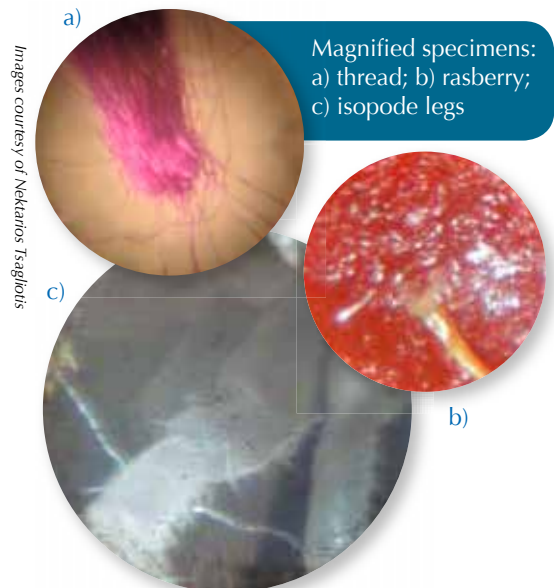 a)
Magnified specimens:
a) thread; b) rasberry;
c) isopode legs
Images courtesy of Nektarios Tsagliotis
c)
b)